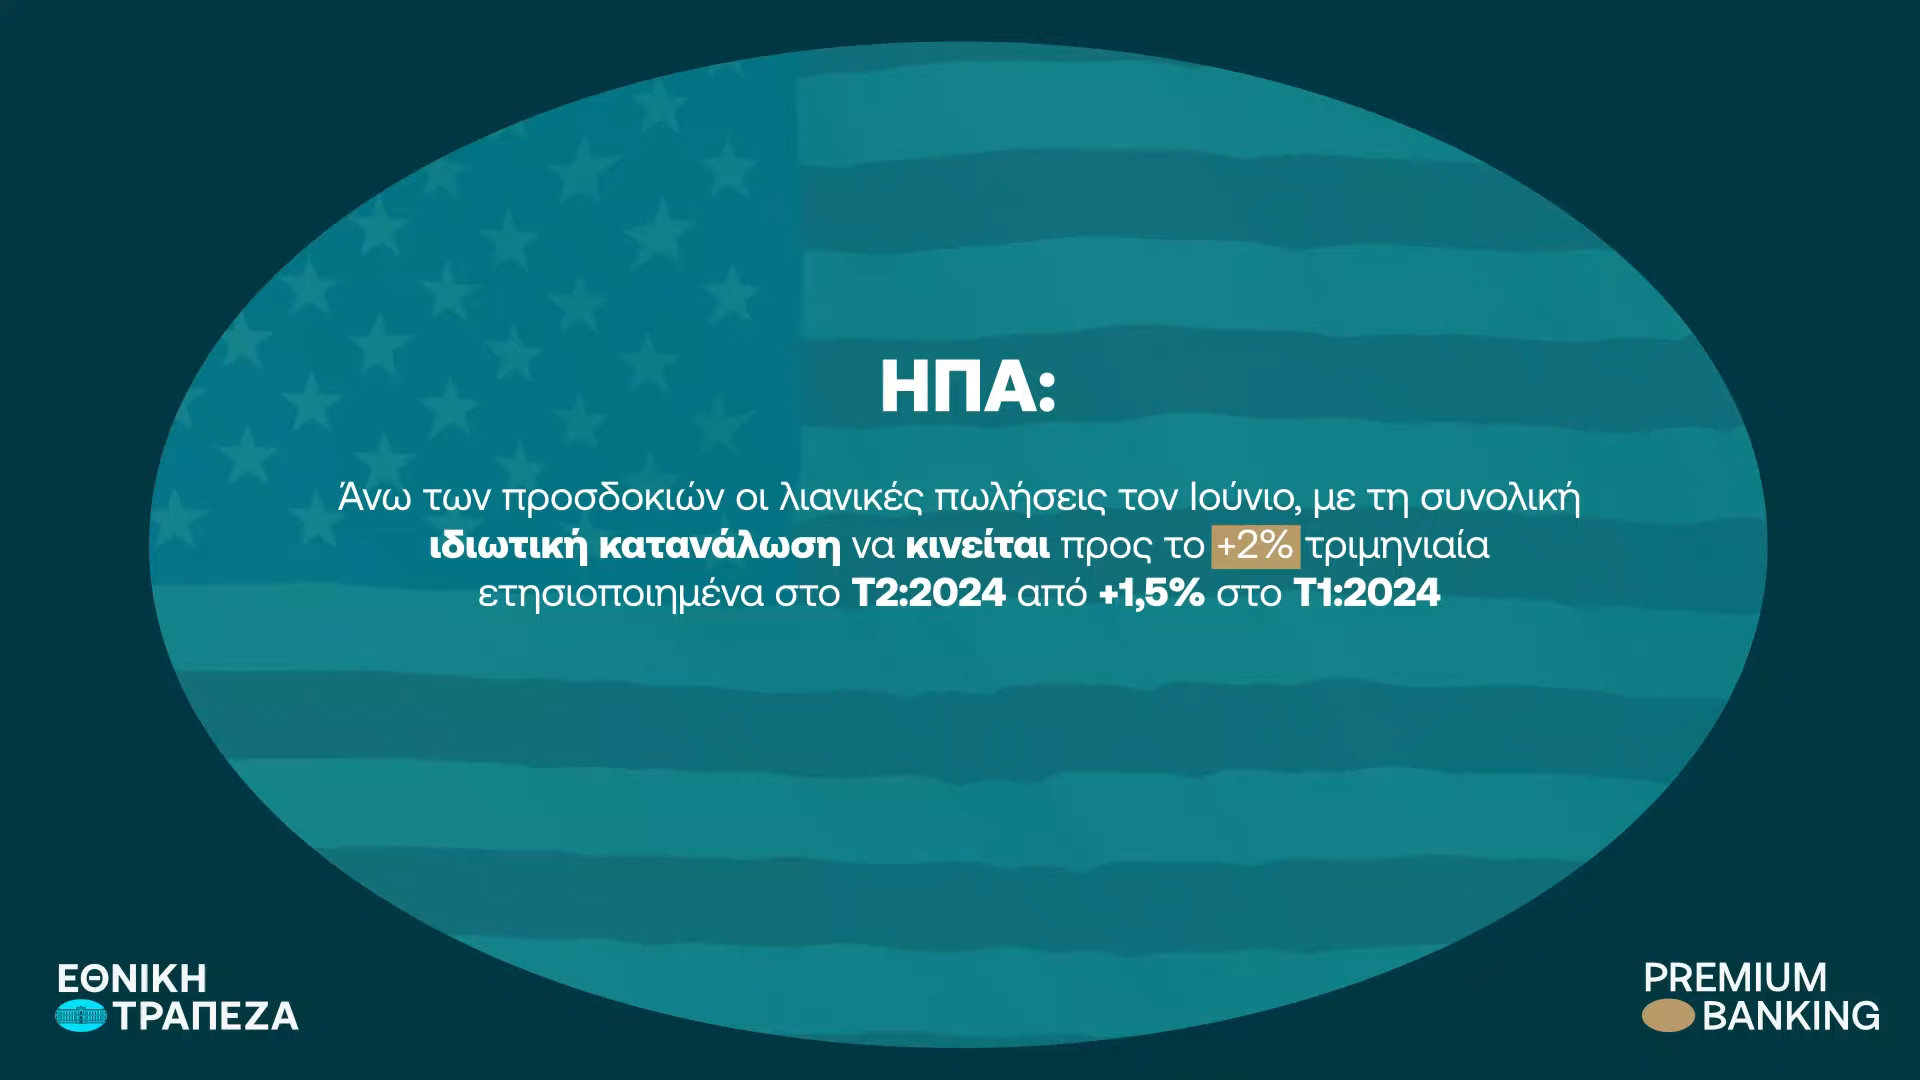 ΗΠΑ:
Άνω των προσδοκιών οι λιανικές πωλήσεις τον Ιούνιο, με τη συνολική
ιδιωτική κατανάλωση να κινείται προς το +2% τριμηνιαία
ετησιοποιημένα στο Τ2:2024 από +1,5% στο Τ1:2024
ΕΘΝΙΚΗ
ΤΡΑΠΕΖΑ
PREMIUM
BANKING